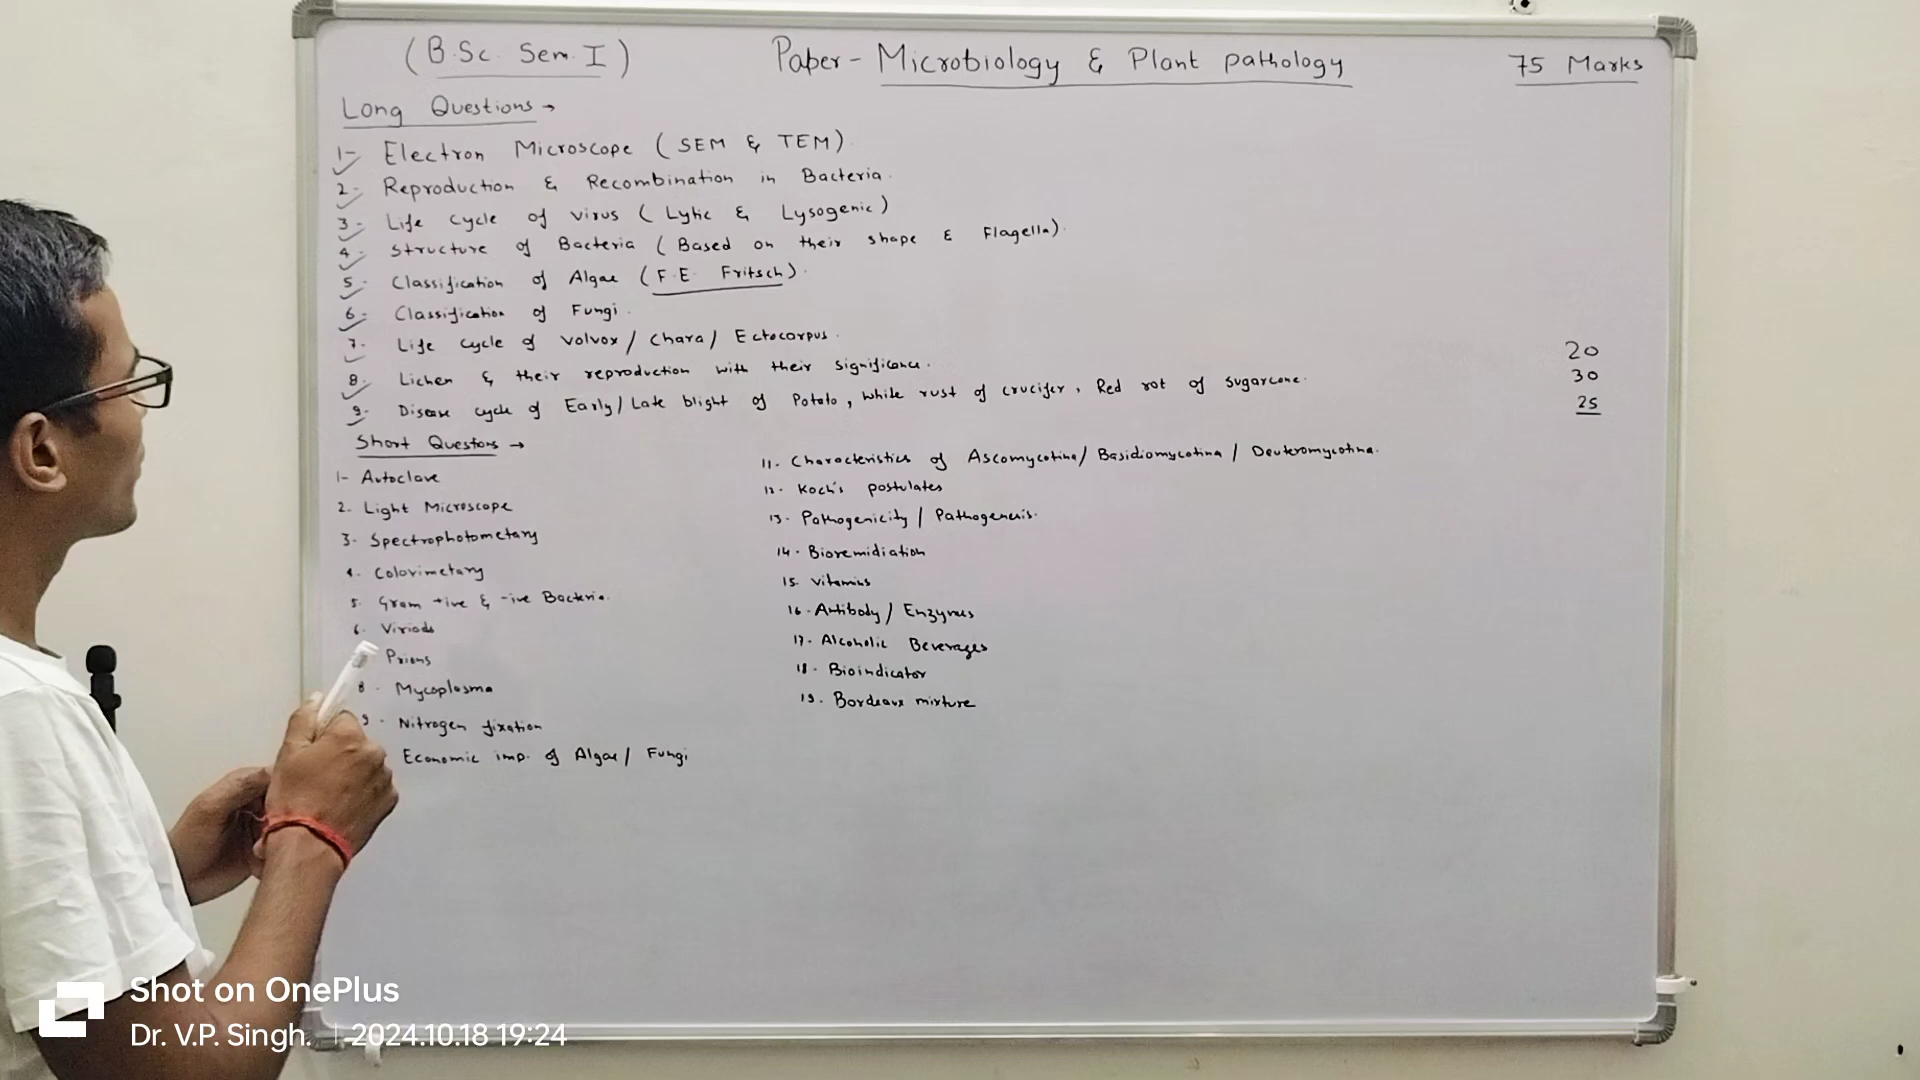 (B.Sc. Sem. I) Paper - Microbiology & Plant pathology 75 Marks
Long Questions →
1- Electron Microscope (SEM & TEM)
2- Reproduction & Recombination in Bacteria.
3- Life cycle of virus (Lytic & Lysogenic)
4- Structure of Bacteria (Based on their shape & Flagella).
5- Classification of Algae (F.E. Fritsch).
6- Classification of Fungi.
7- Life cycle of Volvox / Chara / Ectocarpus.
8- Lichen & their reproduction with their significance.
9- Disease cycle of Early/Late blight of Potato, While rust of crucifer, Red rot of Sugarcane.
20
30
25
Short Questons →
1- Autoclave
2. Light Microscope
3- Spectrophotometary
4. Colorimetary
5. Gram +ive & -ive Bacteria.
6. Viriods
Prions
8. Mycoplasma
9. Nitrogen fixation
Economic imp. of Algae / Fungi
11. Characteristics of Ascomycotina / Basidiomycotina / Deuteromycotina.
12. Koch's postulates
13. Pathogenicity / Pathogenesis.
14. Bioremidiation
15. Vitamins
16. Antibody / Enzymes
17. Alcoholic Beverages
18. Bioindicator
19. Bordeaux mixture
Shot on OnePlus
Dr. V.P. Singh. | 2024.10.18 19:24